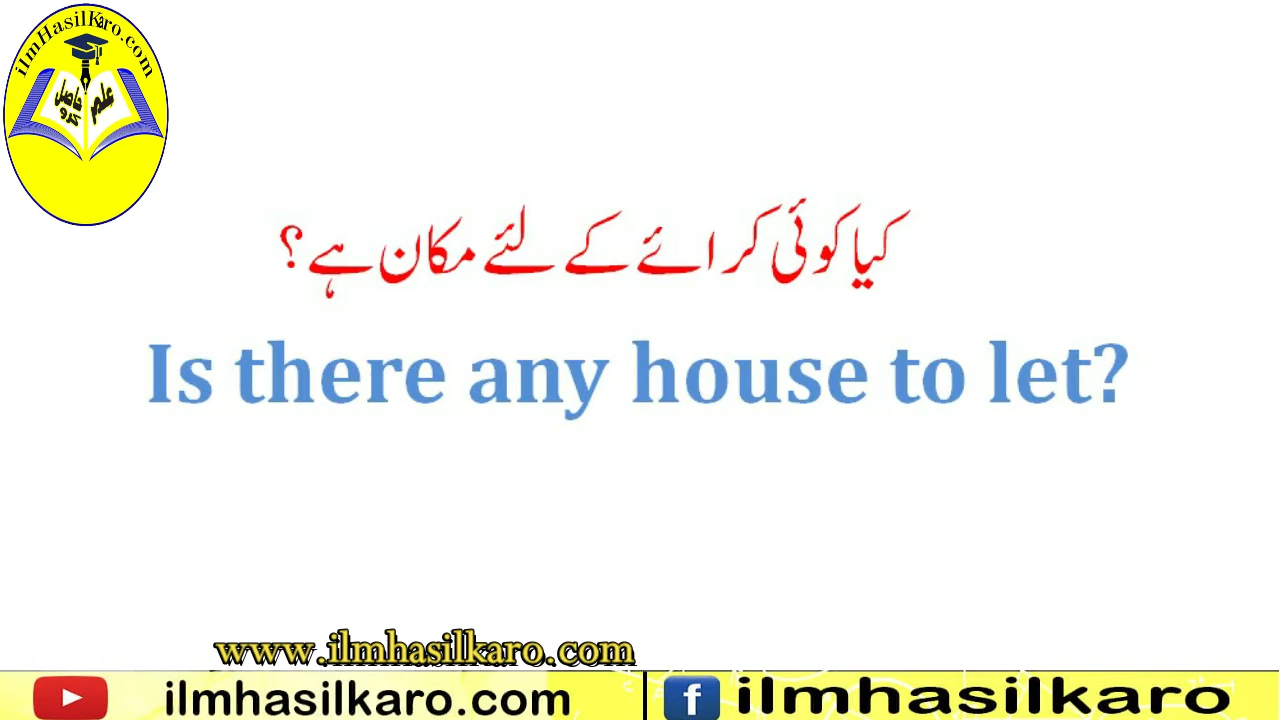 ilmHasilKaro.com
علم حاصل کرو
کیا کوئی کرائے کے لئے مکان ہے؟
Is there any house to let?
www.ilmhasilkaro.com
ilmhasilkaro.com
f ilmhasilkaro